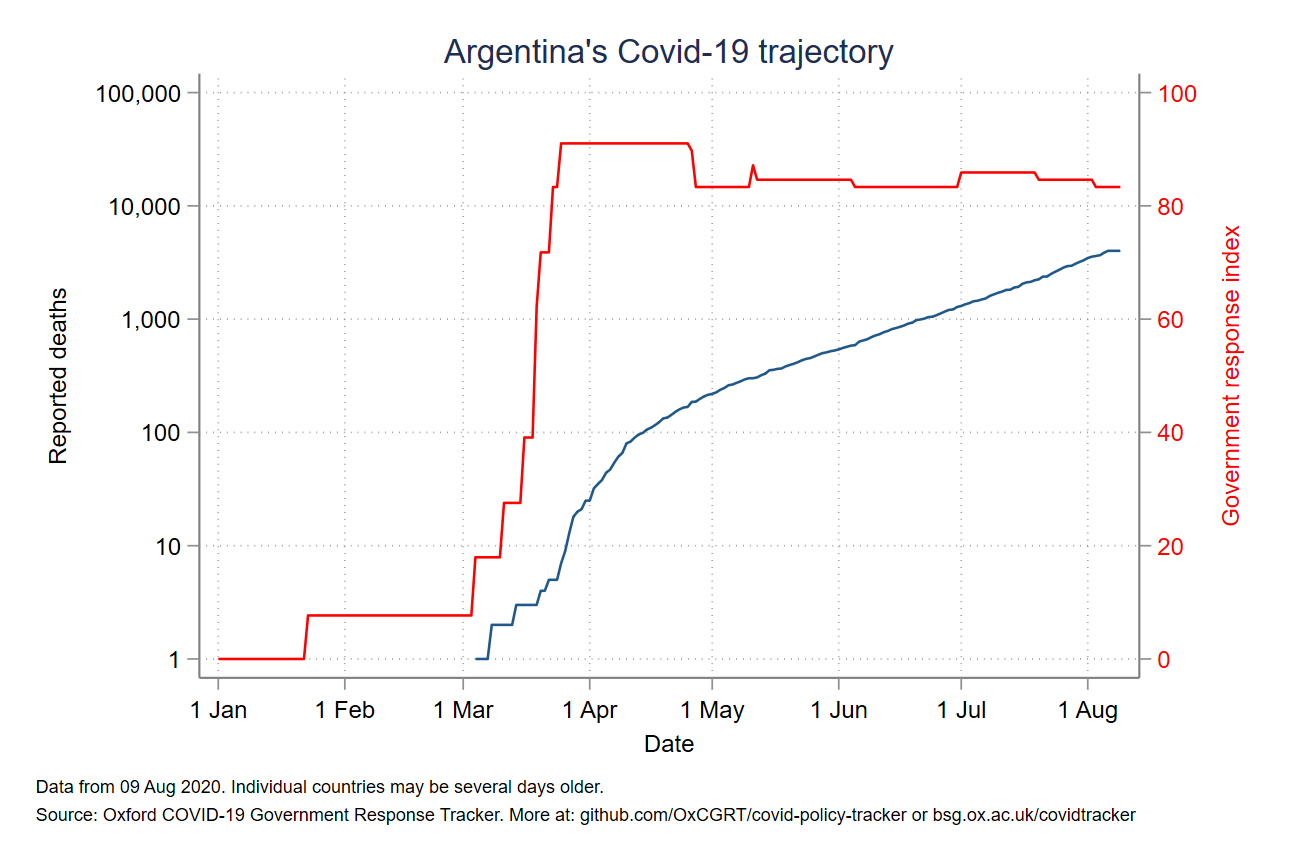 Argentina's Covid-19 trajectory
100,000
10,000
1,000
100
10
1
Reported deaths
100
80
60
40
20
0
Government response index
1 Jan 1 Feb 1 Mar 1 Apr 1 May 1 Jun 1 Jul 1 Aug
Date
Data from 09 Aug 2020. Individual countries may be several days older.
Source: Oxford COVID-19 Government Response Tracker. More at: github.com/OxCGRT/covid-policy-tracker or bsg.ox.ac.uk/covidtracker